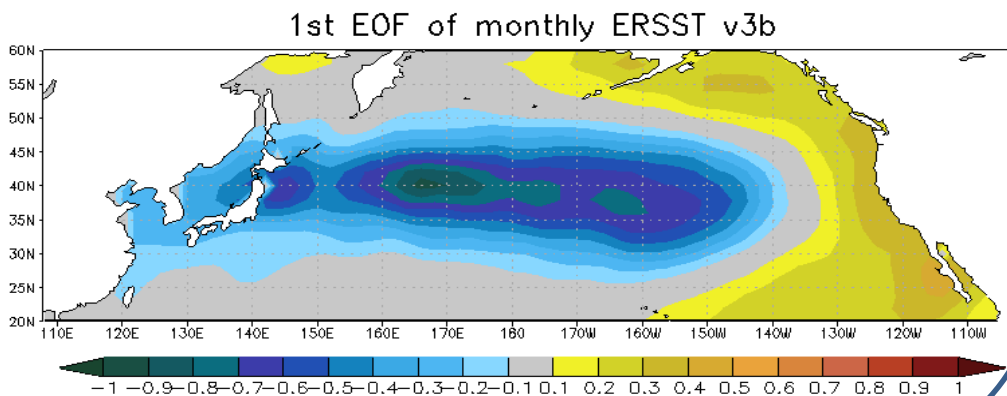 1st EOF of monthly ERSST v3b
60N
55N
50N
45N
40N
35N
30N
25N
20N
110E 120E 130E 140E 150E 160E 170E 180 170W 160W 150W 140W 130W 120W 110W
-1 -0.9 -0.8 -0.7 -0.6 -0.5 -0.4 -0.3 -0.2 -0.1 0.1 0.2 0.3 0.4 0.5 0.6 0.7 0.8 0.9 1